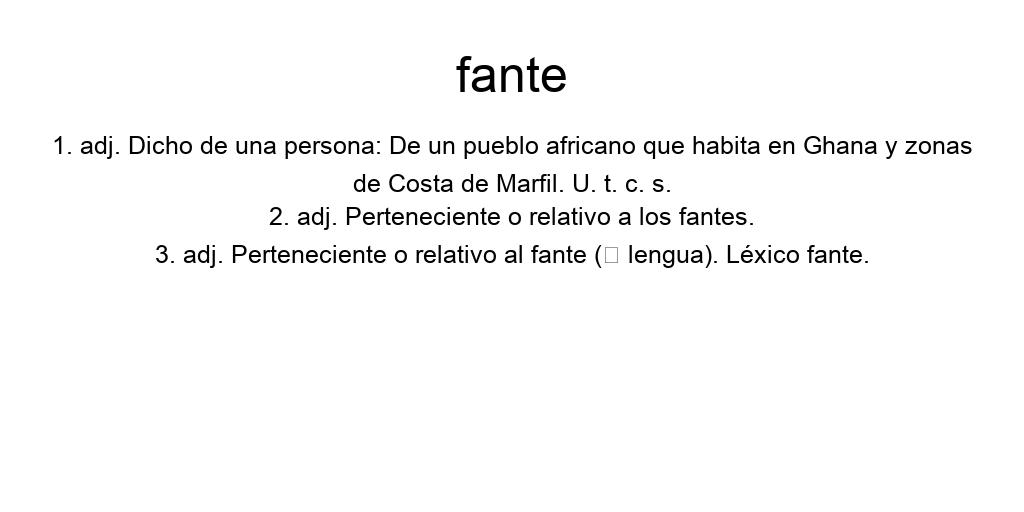 fante
1. adj. Dicho de una persona: De un pueblo africano que habita en Ghana y zonas
de Costa de Marfil. U. t. c. s.
2. adj. Perteneciente o relativo a los fantes.
3. adj. Perteneciente o relativo al fante (□ lengua). Léxico fante.